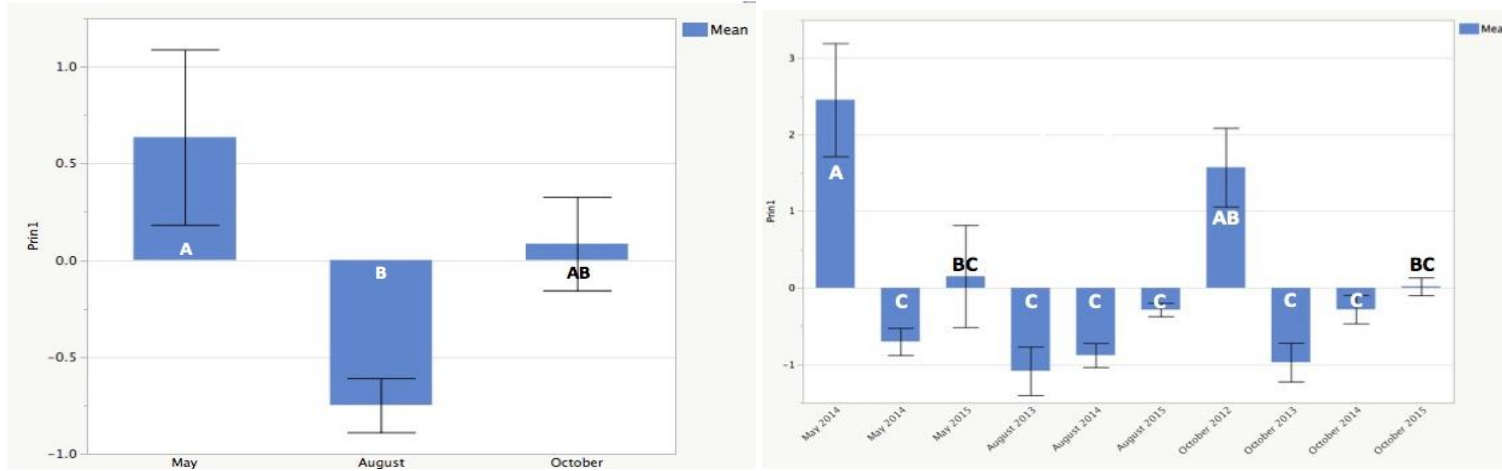 Mean
1.0
0.5
0.0
-0.5
-1.0
Prin1
A
B
AB
May
August
October
Mea
3
2
1
0
-1
Prin1
A
C
BC
C
C
C
AB
C
C
BC
May 2014
May 2014
May 2015
August 2013
August 2014
August 2015
October 2012
October 2013
October 2014
October 2015